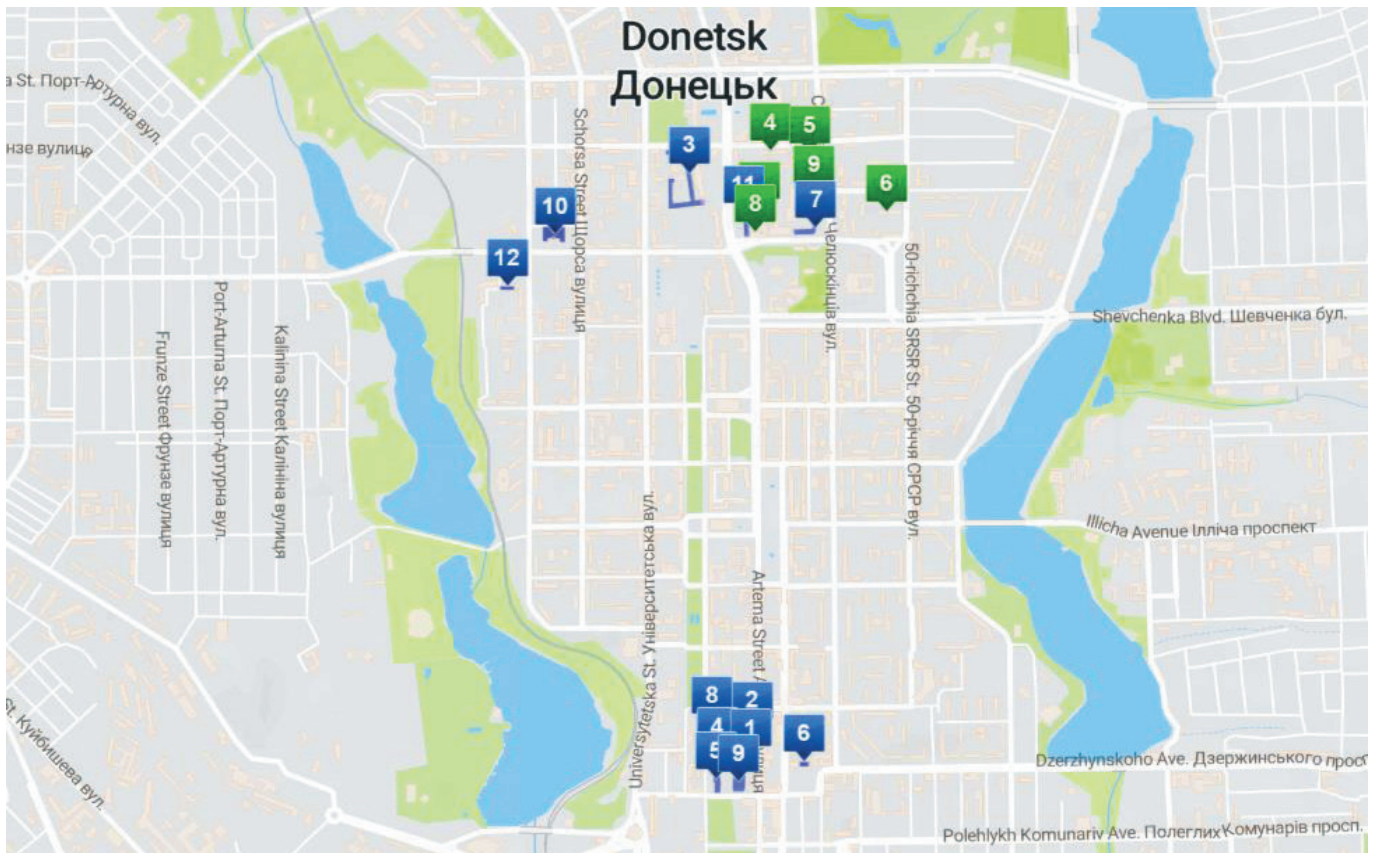 Donetsk
Донецьк
а St. Порт-Артурна вул.
нзе вулиця
Schorsa Street Щорса вулиця
С
4
5
3
9
6
11
8
7
10
12
Челюскінців вул.
50-richchia SRSR St. 50-річчя СРСР вул.
Shevchenka Blvd. Шевченка бул.
Frunze Street Фрунзе вулиця
Port-Arturna St. Порт-Артурна вул.
Kalinina Street Калініна вулиця
Illicha Avenue Ілліча проспект
Universytetska St. Університетська вул.
Artema Street А
улиця
8
2
4
1
6
5
9
St. Куйбишева вул.
Dzerzhynskoho Ave. Дзержинського просп
Polehlykh Komunariv Ave. Полеглих Комунарів просп.